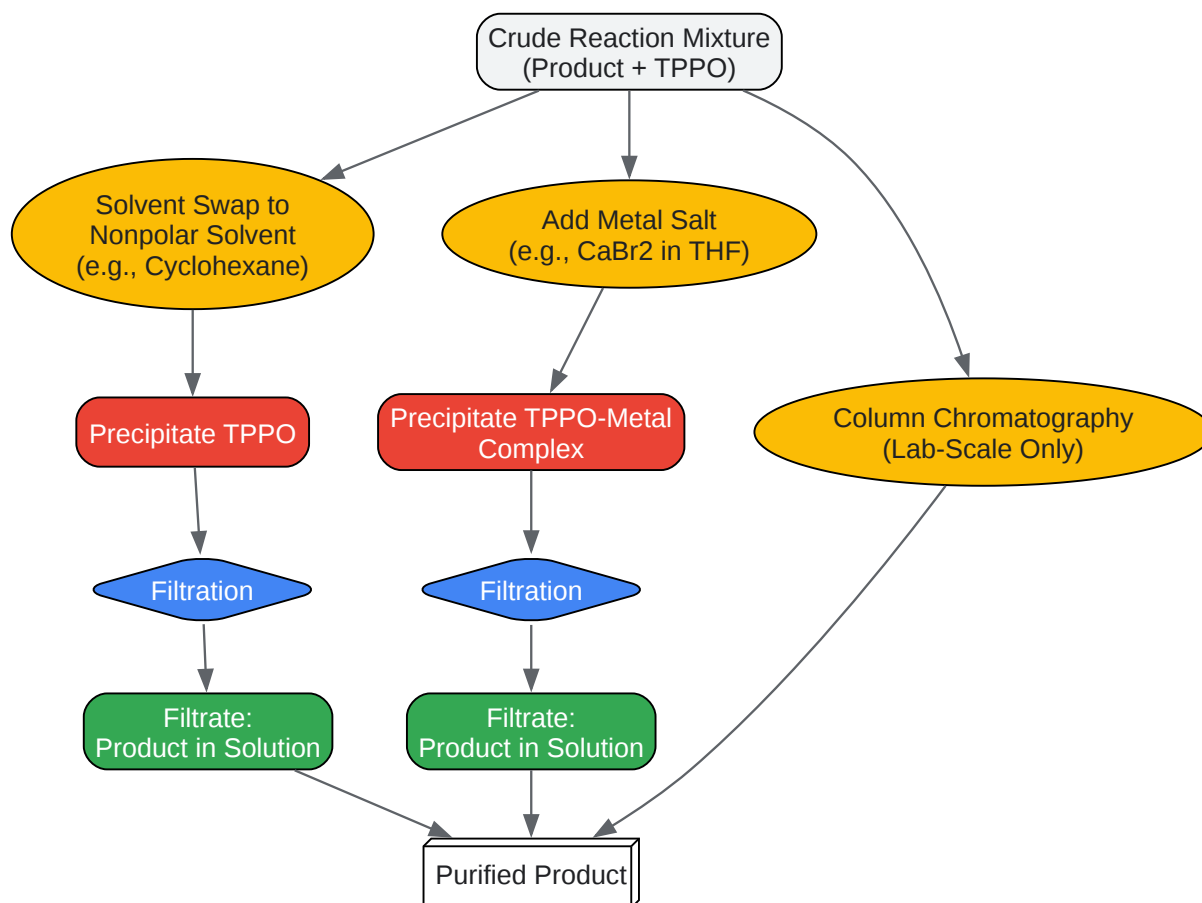 Crude Reaction Mixture
(Product + TPPO)
Solvent Swap to
Nonpolar Solvent
(e.g., Cyclohexane)
Add Metal Salt
(e.g., CaBr2 in THF)
Precipitate TPPO
Precipitate TPPO-Metal
Complex
Column Chromatography
(Lab-Scale Only)
Filtration
Filtration
Filtrate:
Product in Solution
Filtrate:
Product in Solution
Purified Product